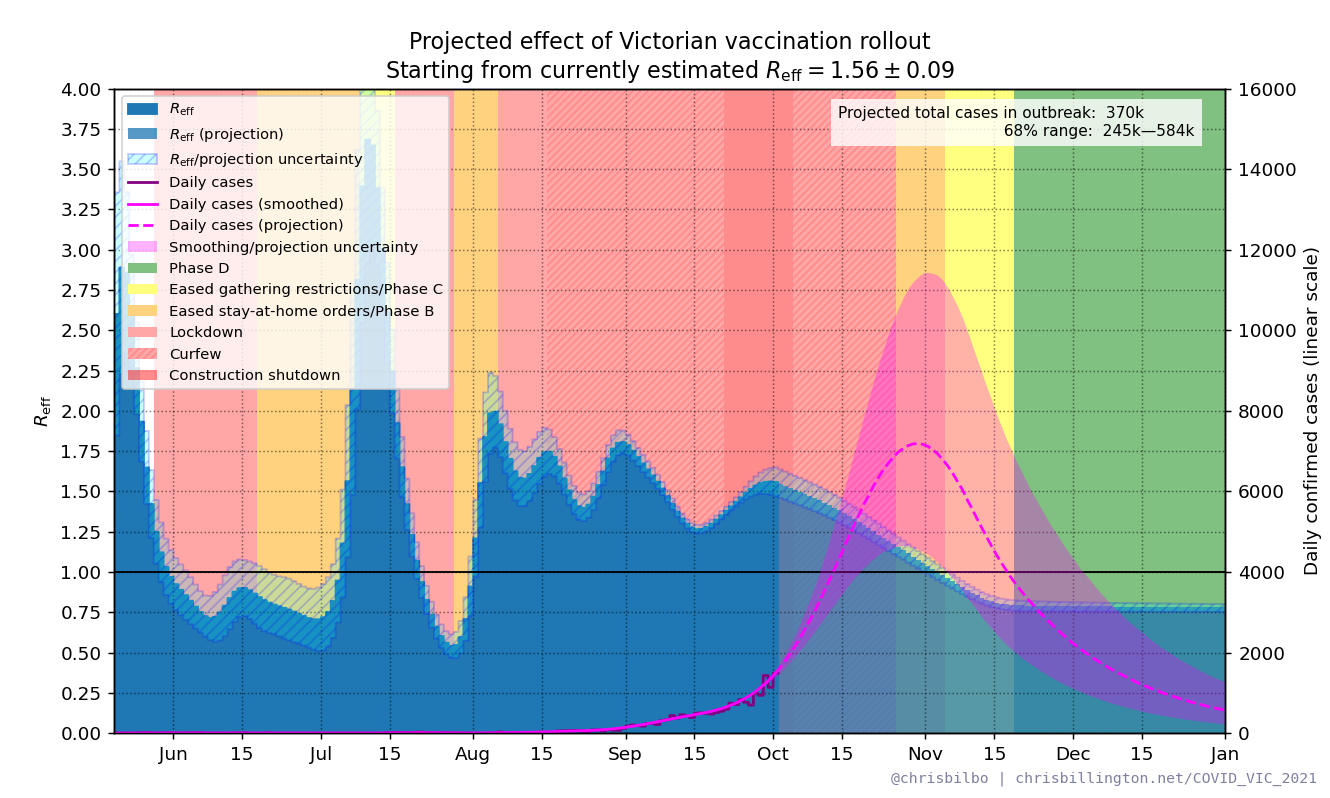 Projected effect of Victorian vaccination rollout
Starting from currently estimated R_eff = 1.56 ± 0.09
R_eff
R_eff (projection)
R_eff/projection uncertainty
Daily cases
Daily cases (smoothed)
Daily cases (projection)
Smoothing/projection uncertainty
Phase D
Eased gathering restrictions/Phase C
Eased stay-at-home orders/Phase B
Lockdown
Curfew
Construction shutdown
Projected total cases in outbreak: 370k
68% range: 245k—584k
4.00
3.75
3.50
3.25
3.00
2.75
2.50
2.25
2.00
1.75
1.50
1.25
1.00
0.75
0.50
0.25
0.00
R_eff
16000
14000
12000
10000
8000
6000
4000
2000
0
Daily confirmed cases (linear scale)
Jun 15 Jul 15 Aug 15 Sep 15 Oct 15 Nov 15 Dec 15 Jan
@chrisbilbo | chrisbillington.net/COVID_VIC_2021